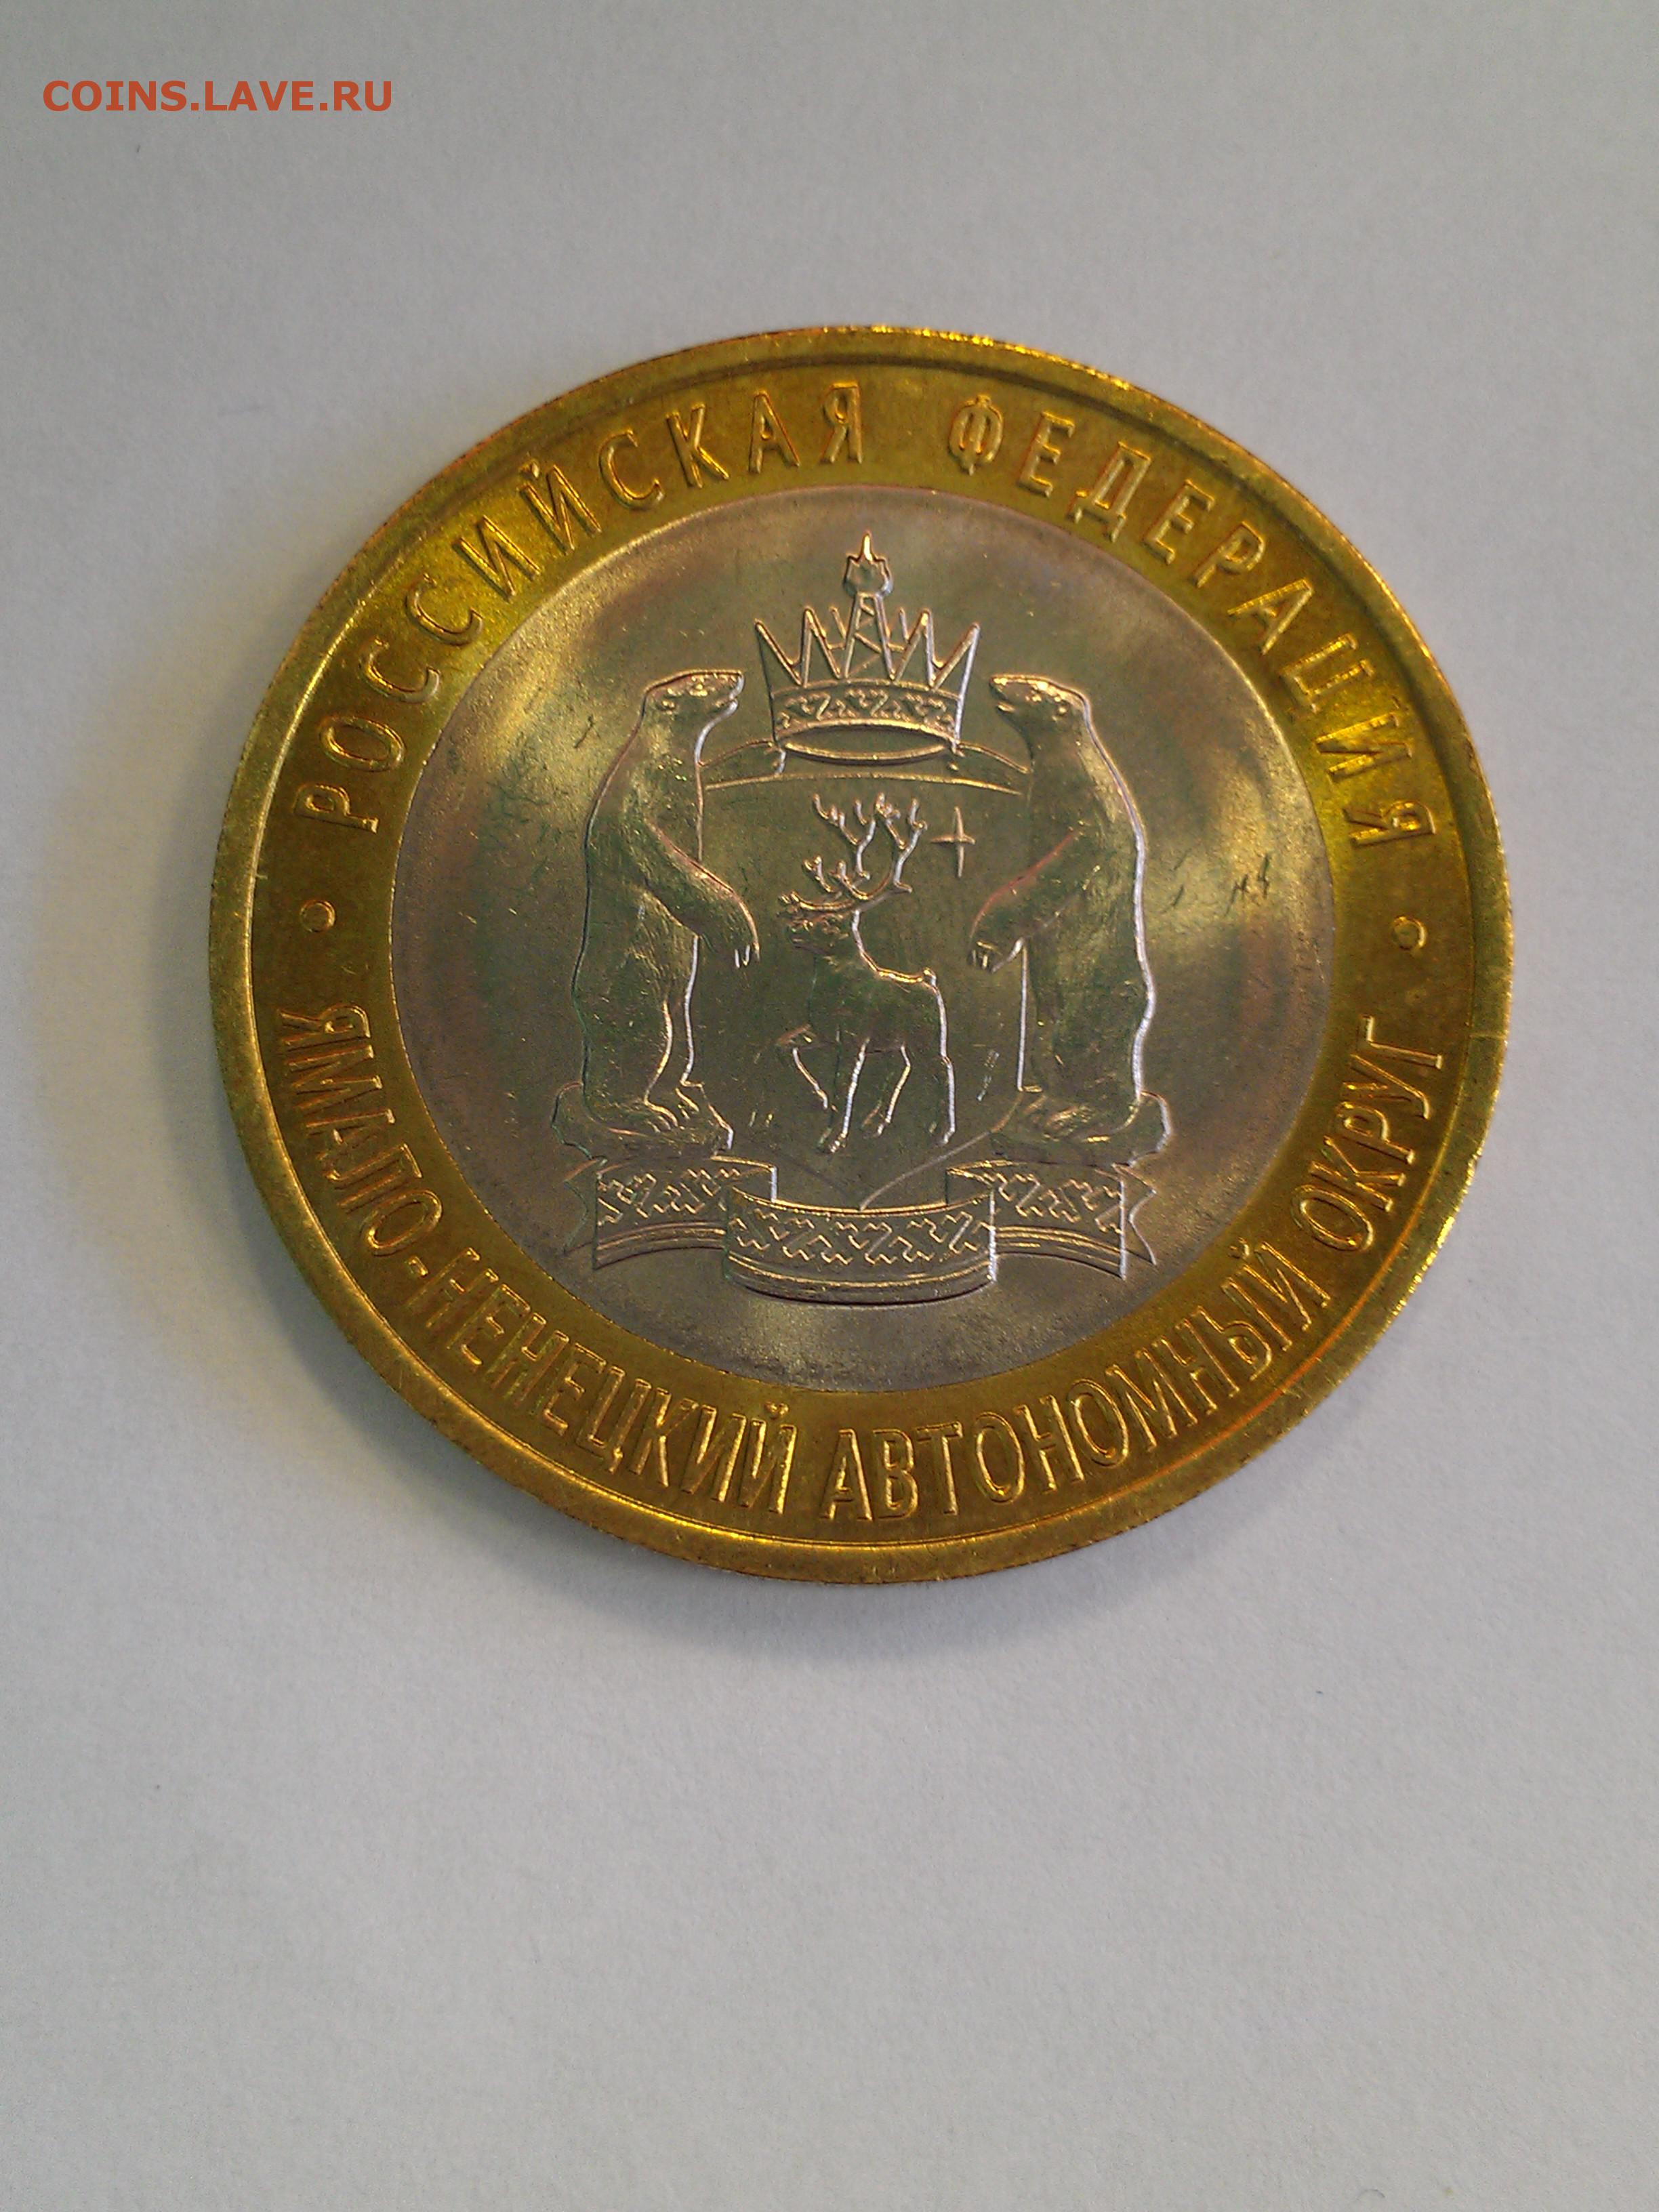 COINS.LAVE.RU
• РОССИЙСКАЯ ФЕДЕРАЦИЯ •
ЯМАЛО-НЕНЕЦКИЙ АВТОНОМНЫЙ ОКРУГ